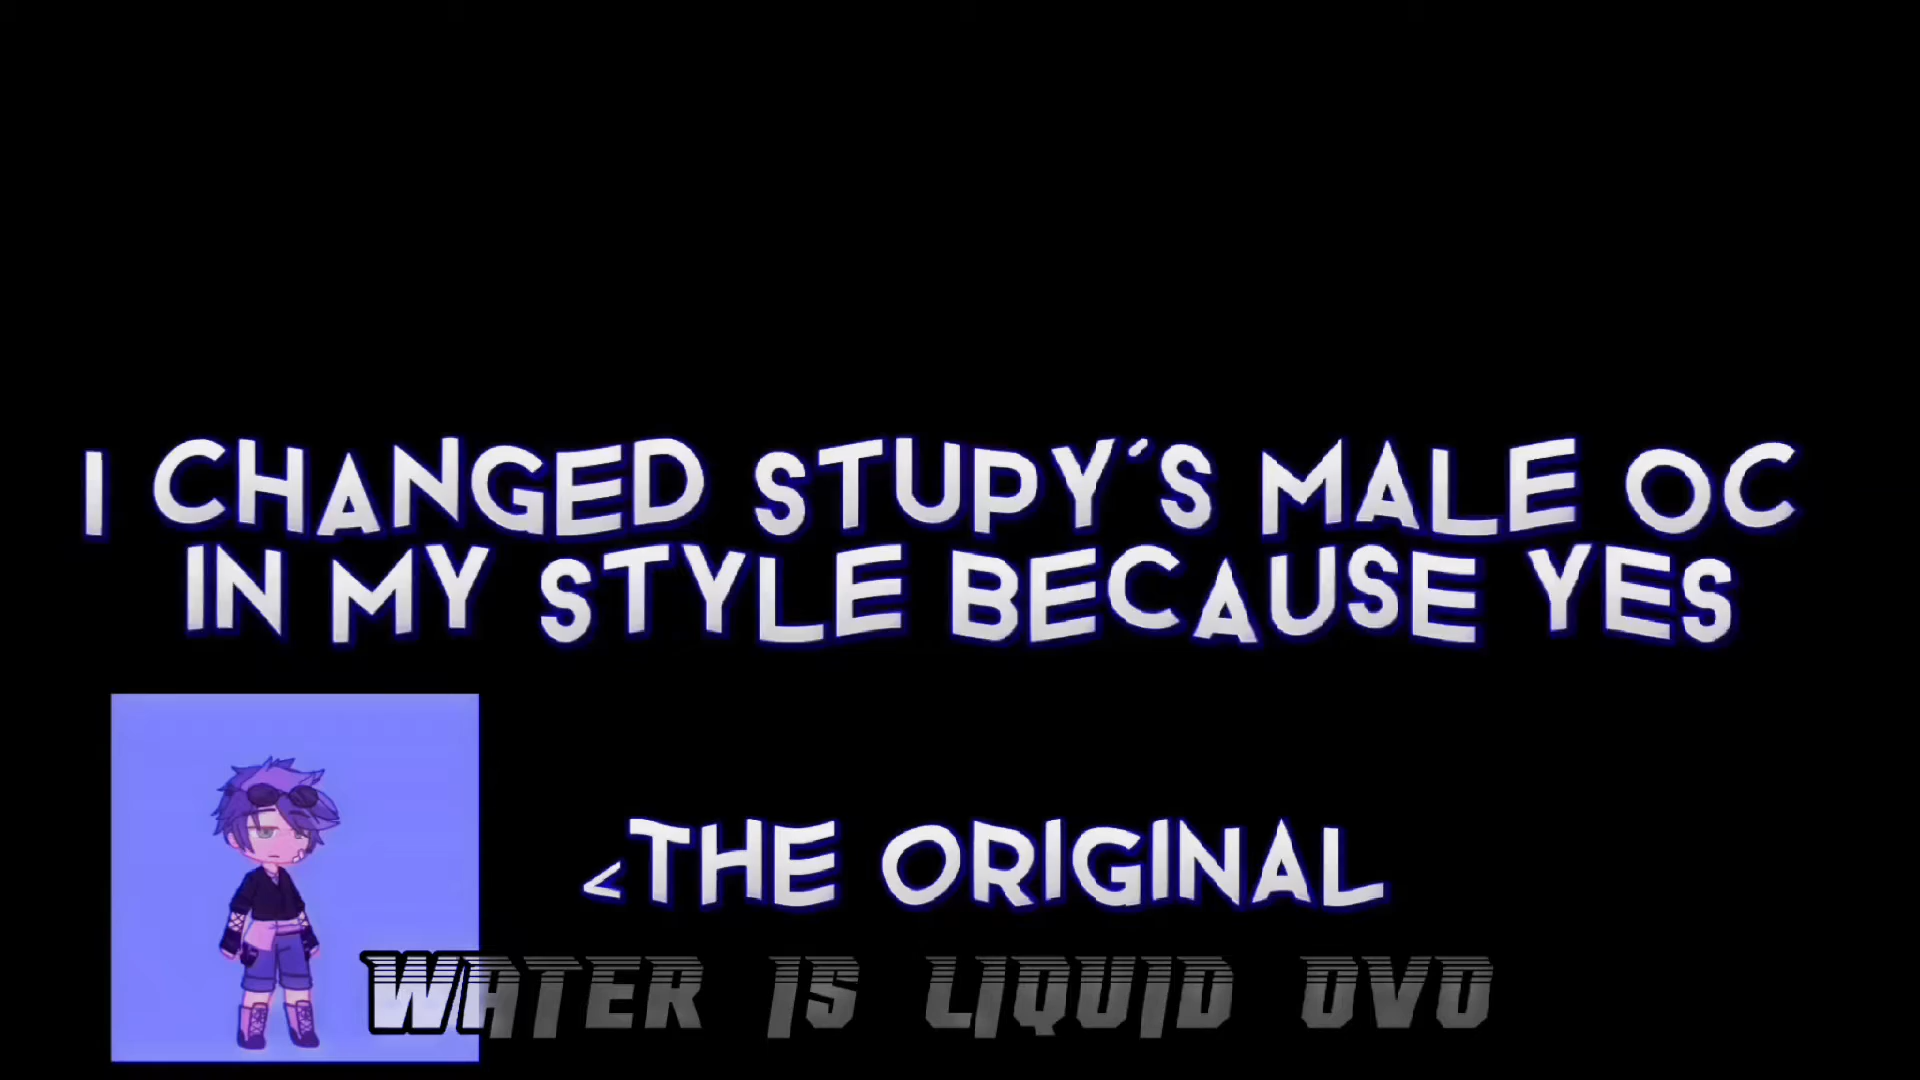 I CHANGED STUPY'S MALE OC
IN MY STYLE BECAUSE YES
<THE ORIGINAL
WATER IS LIQUID OVO